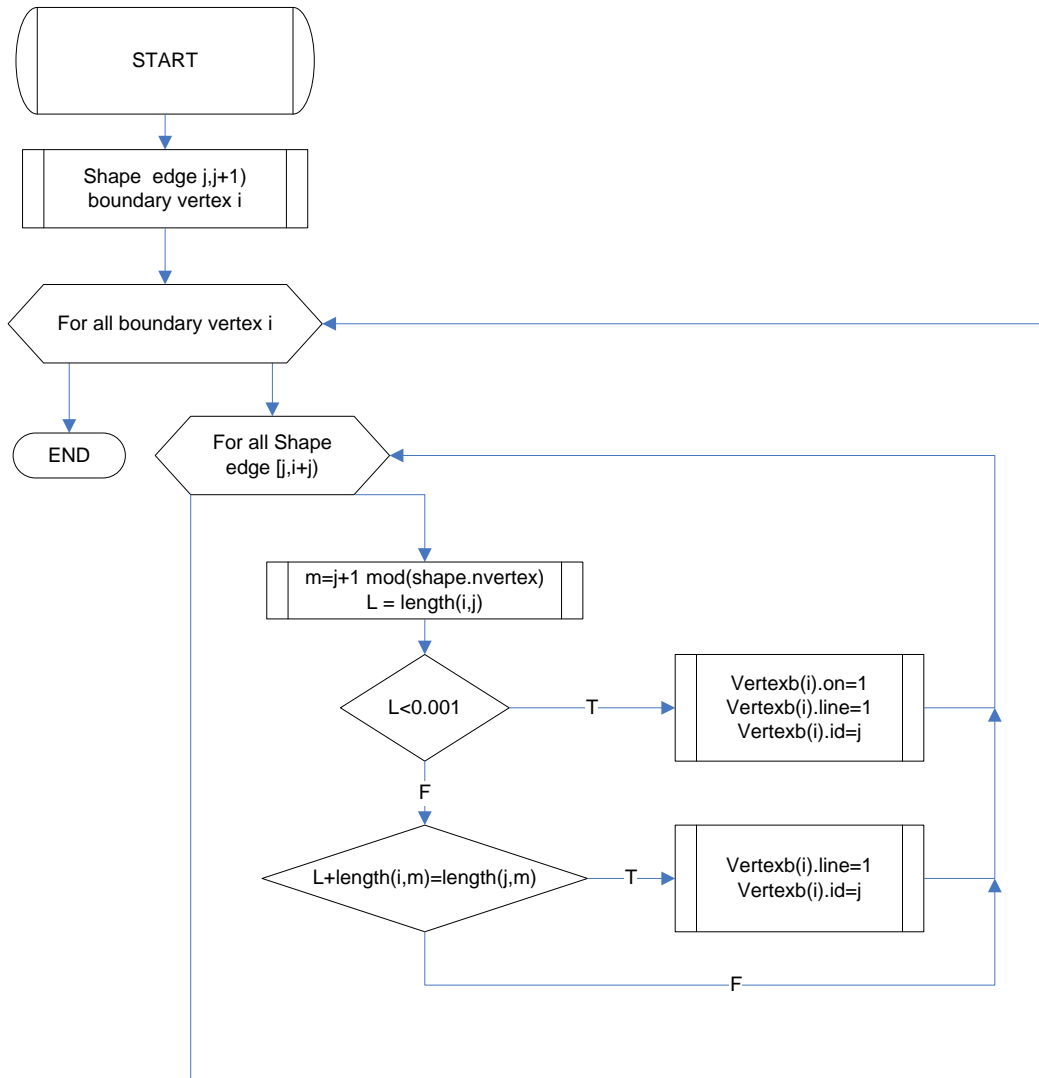 START
Shape edge j,j+1)
boundary vertex i
For all boundary vertex i
END
For all Shape
edge [j,i+j)
m=j+1 mod(shape.nvertex)
L = length(i,j)
L<0.001
T
Vertexb(i).on=1
Vertexb(i).line=1
Vertexb(i).id=j
F
L+length(i,m)=length(j,m)
T
Vertexb(i).line=1
Vertexb(i).id=j
F